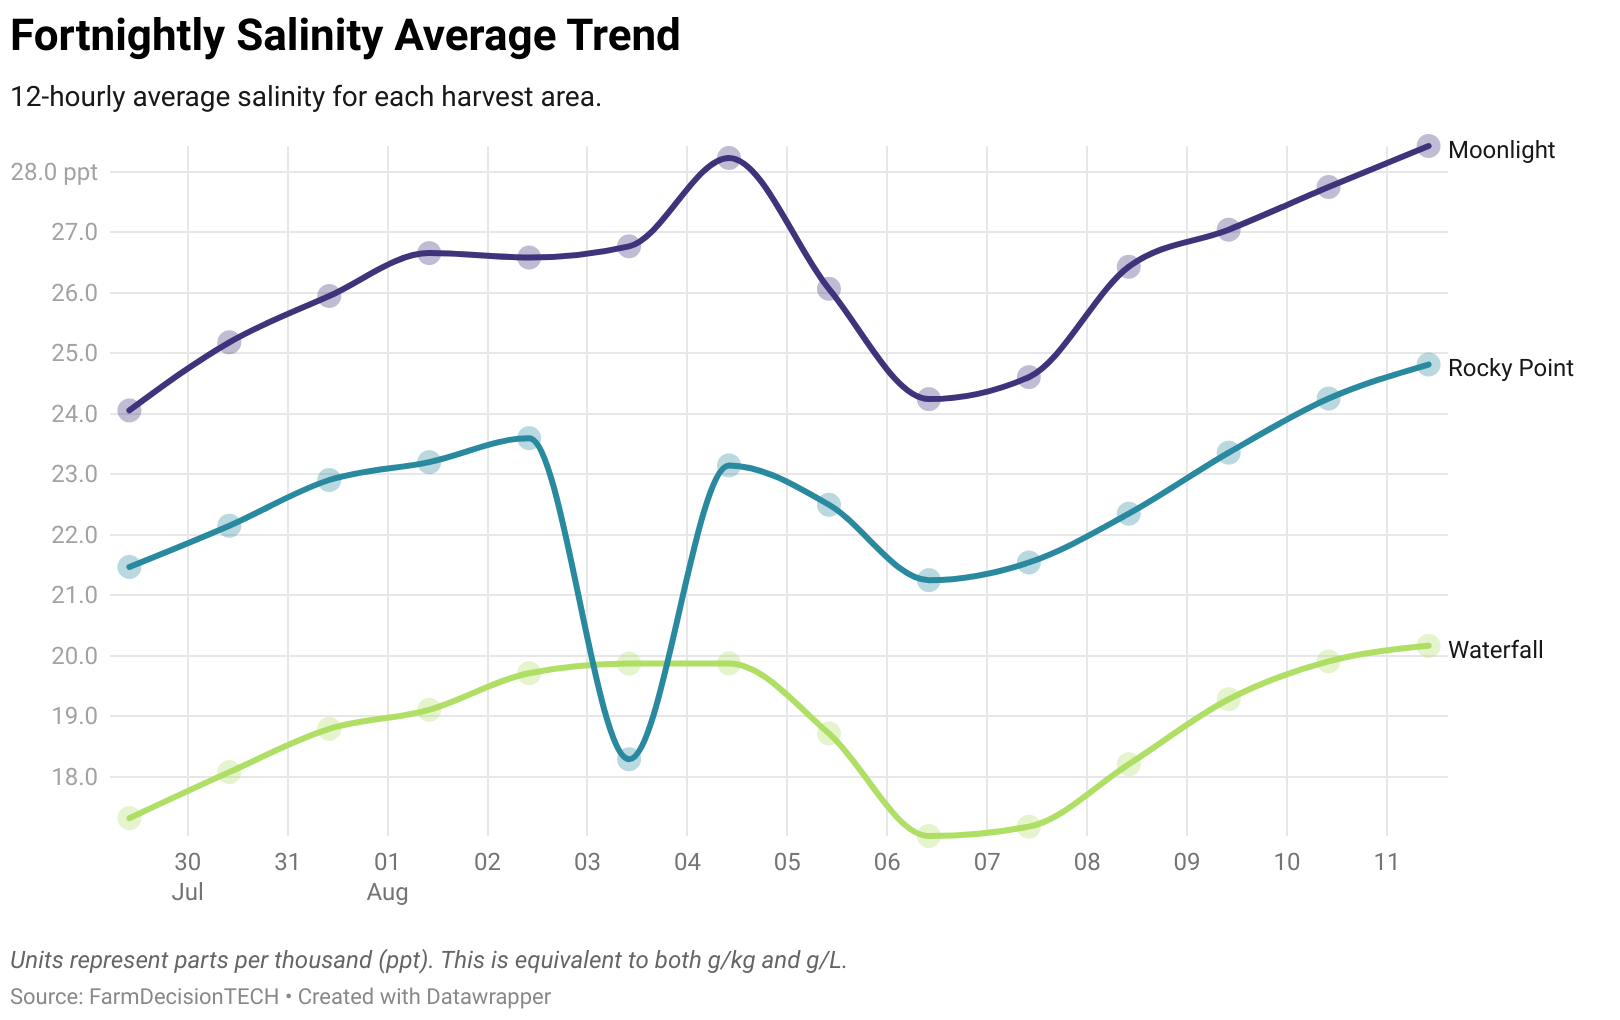 Fortnightly Salinity Average Trend
12-hourly average salinity for each harvest area.
28.0 ppt
27.0
26.0
25.0
24.0
23.0
22.0
21.0
20.0
19.0
18.0
Moonlight
Rocky Point
Waterfall
30 31 01 02 03 04 05 06 07 08 09 10 11
Jul Aug
Units represent parts per thousand (ppt). This is equivalent to both g/kg and g/L.
Source: FarmDecisionTECH • Created with Datawrapper